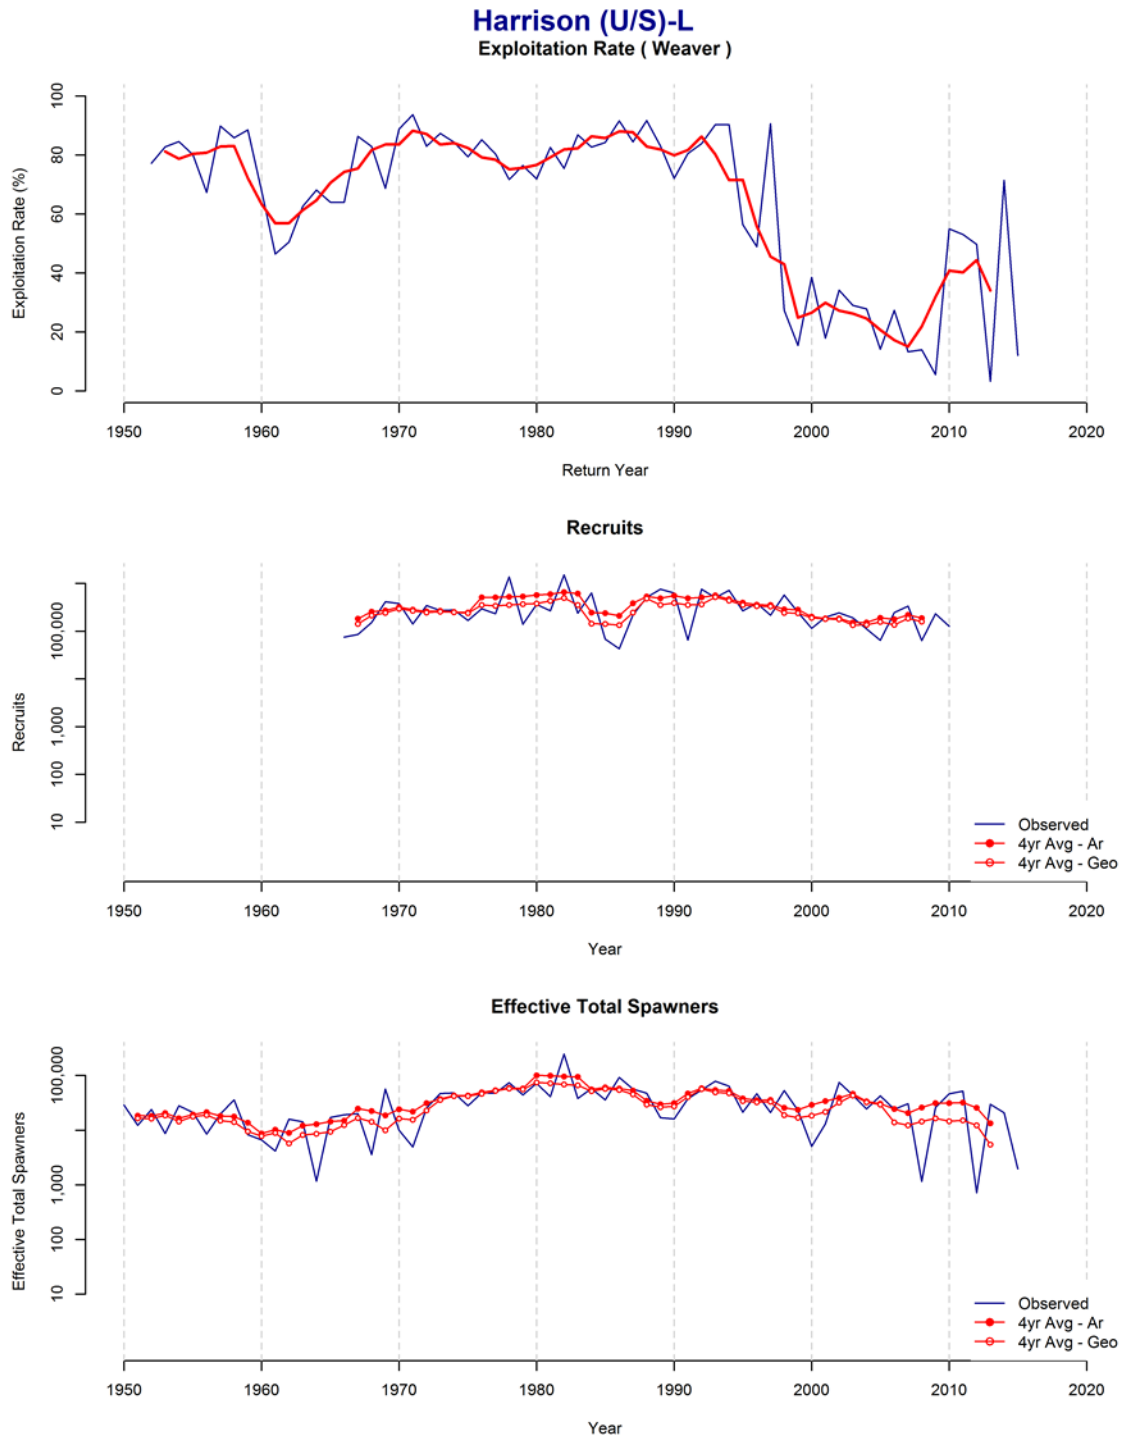 Harrison (U/S)-L
Exploitation Rate ( Weaver )
Exploitation Rate (%)
100
80
60
40
20
0
1950 1960 1970 1980 1990 2000 2010 2020
Return Year
Recruits
Recruits
100,000
1,000
100
10
Observed
4yr Avg - Ar
4yr Avg - Geo
1950 1960 1970 1980 1990 2000 2010 2020
Year
Effective Total Spawners
Effective Total Spawners
100,000
1,000
100
10
Observed
4yr Avg - Ar
4yr Avg - Geo
1950 1960 1970 1980 1990 2000 2010 2020
Year